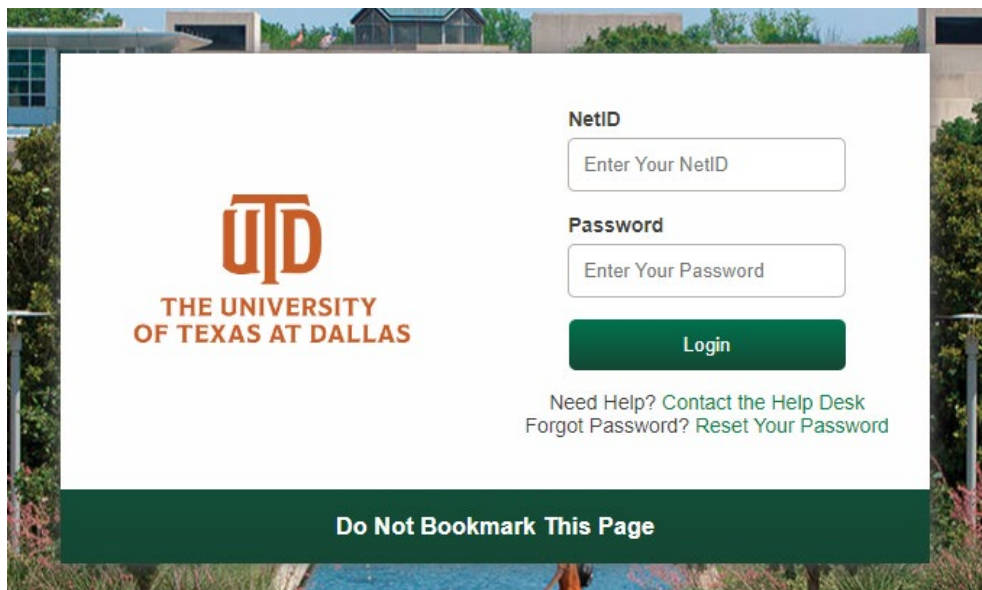 UTD
THE UNIVERSITY
OF TEXAS AT DALLAS
NetID
Enter Your NetID
Password
Enter Your Password
Login
Need Help? Contact the Help Desk
Forgot Password? Reset Your Password
Do Not Bookmark This Page